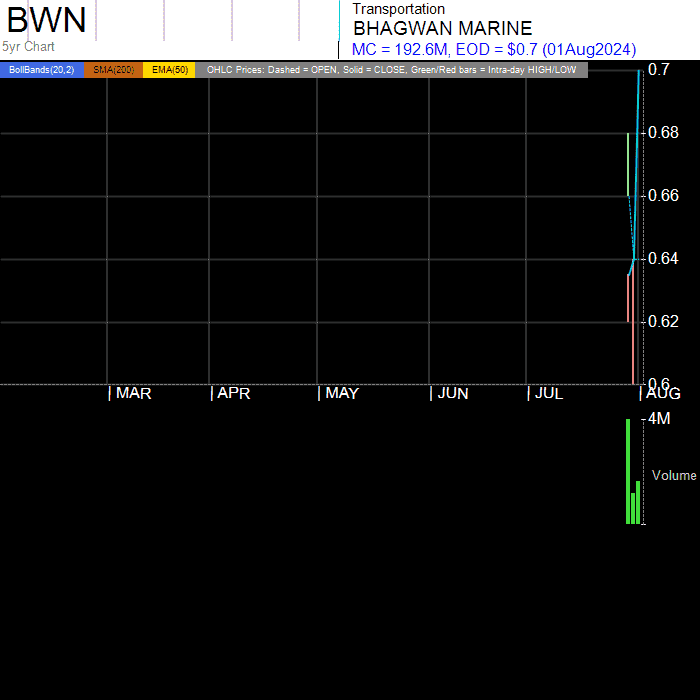 BWN
5yr Chart
Transportation
BHAGWAN MARINE
MC = 192.6M, EOD = $0.7 (01Aug2024)
BollBands(20,2) SMA(200) EMA(50) OHLC Prices: Dashed = OPEN, Solid = CLOSE, Green/Red bars = Intra-day HIGH/LOW
0.7
0.68
0.66
0.64
0.62
0.6
| MAR | APR | MAY | JUN | JUL | AUG
4M
Volume